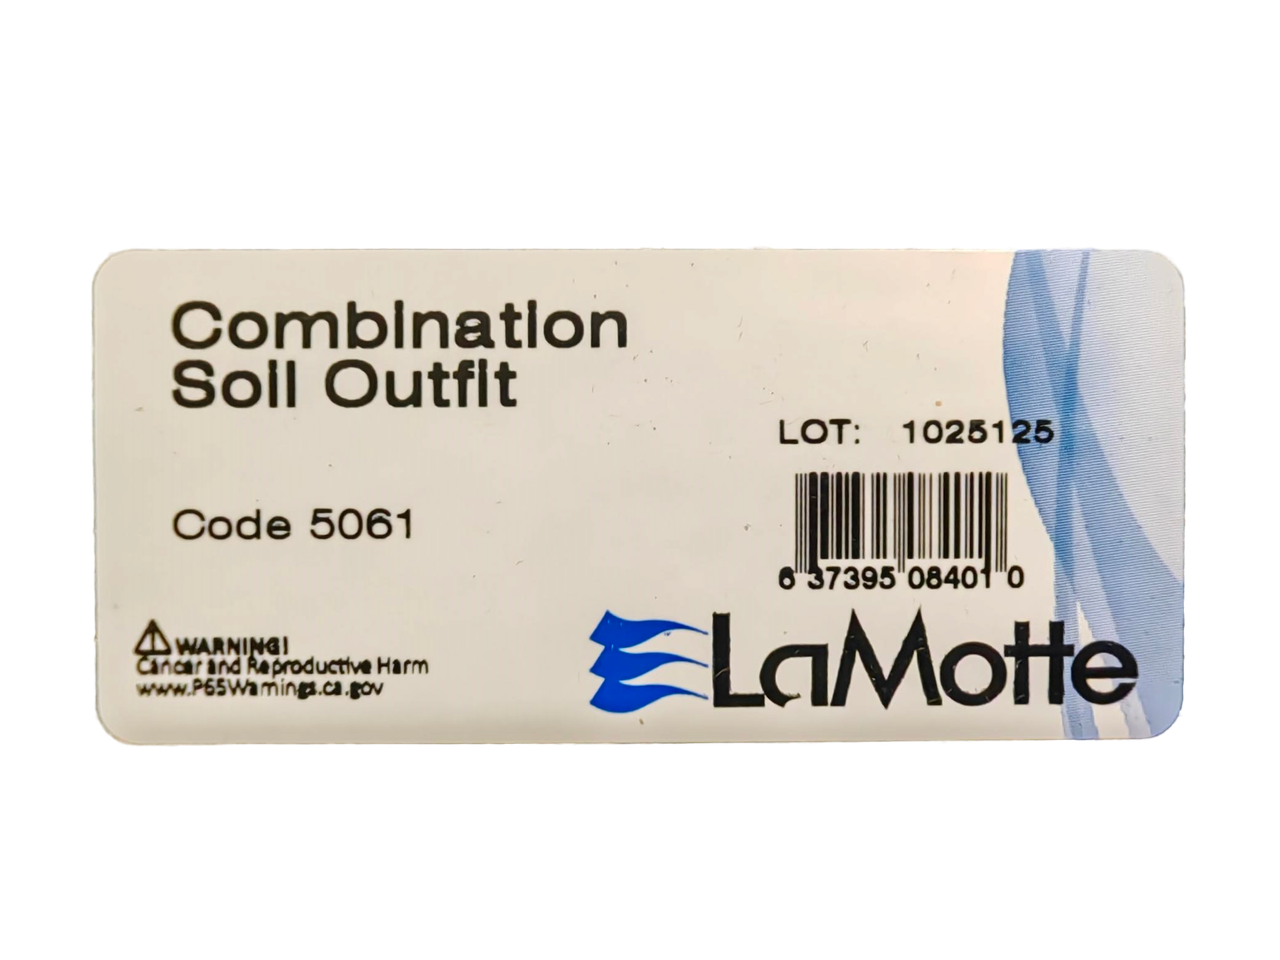 Combination
Soil Outfit
LOT: 1025125
Code 5061
6 37395 08401 0
WARNING!
Cancer and Reproductive Harm
www.P65Warnings.ca.gov
LaMotte